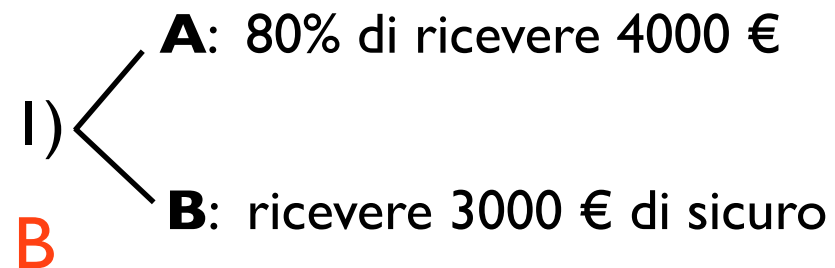 A: 80% di ricevere 4000 €
1)
B: ricevere 3000 € di sicuro
B